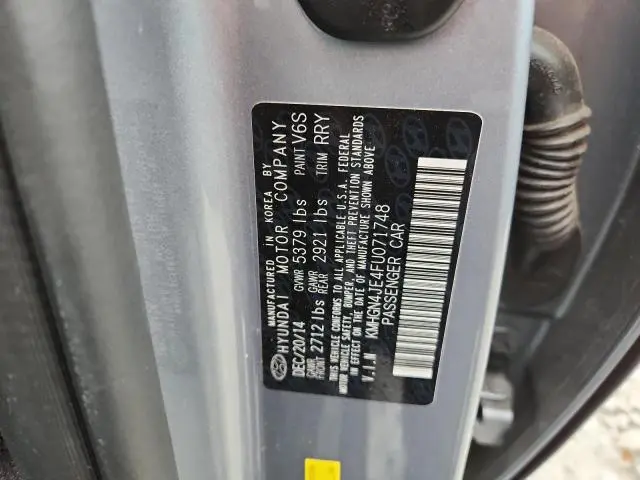 MANUFACTURED IN KOREA BY
HYUNDAI MOTOR COMPANY
DEC/20/14 GVWR 5379 lbs PAINT V6S
GAWR FRONT 2712 lbs GAWR REAR 2921 lbs TRIM RRY
THIS VEHICLE CONFORMS TO ALL APPLICABLE U.S.A. FEDERAL
MOTOR VEHICLE SAFETY, BUMPER, AND THEFT PREVENTION STANDARDS
IN EFFECT ON THE DATE OF MANUFACTURE SHOWN ABOVE.
V.I.N KMHGN4JE4FU071748
PASSENGER CAR